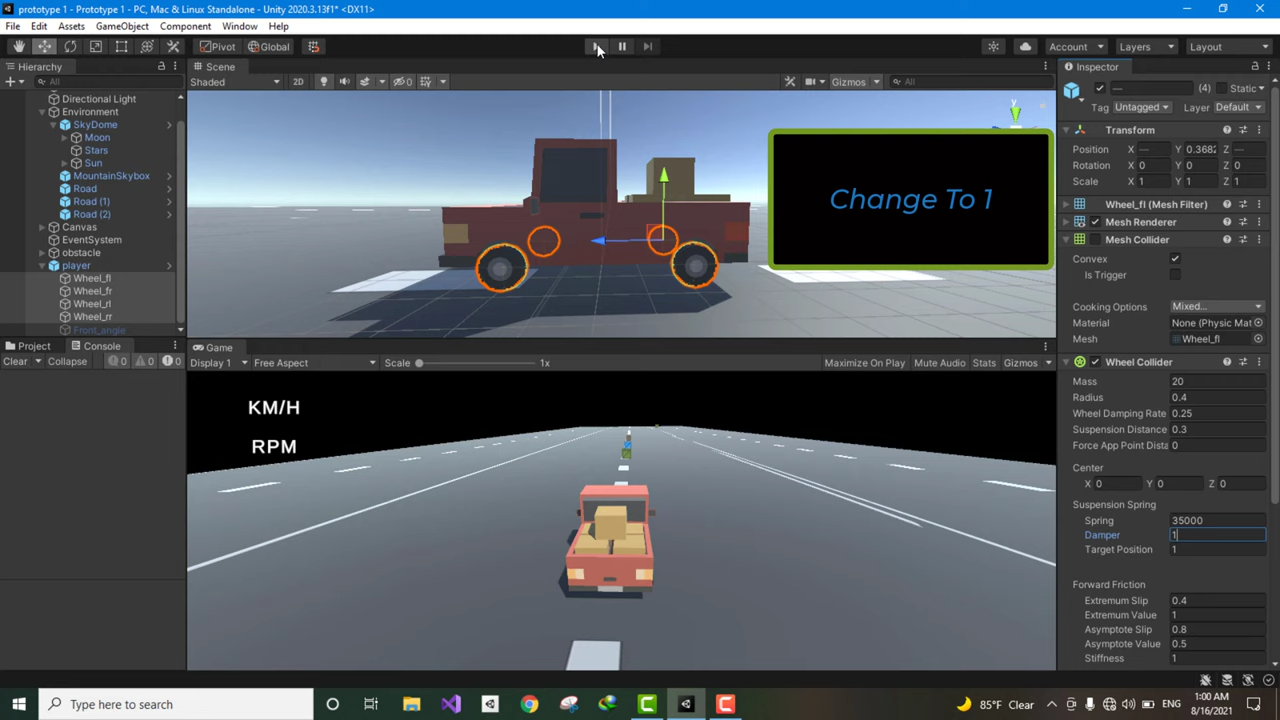 prototype 1 - Prototype 1 - PC, Mac & Linux Standalone - Unity 2020.3.13f1* <DX11>
File Edit Assets GameObject Component Window Help
Pivot Global Account Layers Layout
Hierarchy
All
Directional Light
Environment
SkyDome
Moon
Stars
Sun
MountainSkybox
Road
Road (1)
Road (2)
Canvas
EventSystem
obstacle
player
Wheel_fl
Wheel_fr
Wheel_rl
Wheel_rr
Front_angle
Project Console
Clear Collapse 0 0 0
Scene
Shaded 2D 0 Gizmos All
y
Change To 1
Game
Display 1 Free Aspect Scale 1x Maximize On Play Mute Audio Stats Gizmos
KM/H
RPM
Inspector
— (4) Static
Tag Untagged Layer Default
Transform
Position X — Y 0.3682 Z —
Rotation X 0 Y 0 Z 0
Scale X 1 Y 1 Z 1
Wheel_fl (Mesh Filter)
Mesh Renderer
Mesh Collider
Convex
Is Trigger
Cooking Options Mixed...
Material None (Physic Mat
Mesh Wheel_fl
Wheel Collider
Mass 20
Radius 0.4
Wheel Damping Rate 0.25
Suspension Distance 0.3
Force App Point Dista 0
Center
X 0 Y 0 Z 0
Suspension Spring
Spring 35000
Damper 1
Target Position 1
Forward Friction
Extremum Slip 0.4
Extremum Value 1
Asymptote Slip 0.8
Asymptote Value 0.5
Stiffness 1
Type here to search
85°F Clear ENG
1:00 AM
8/16/2021